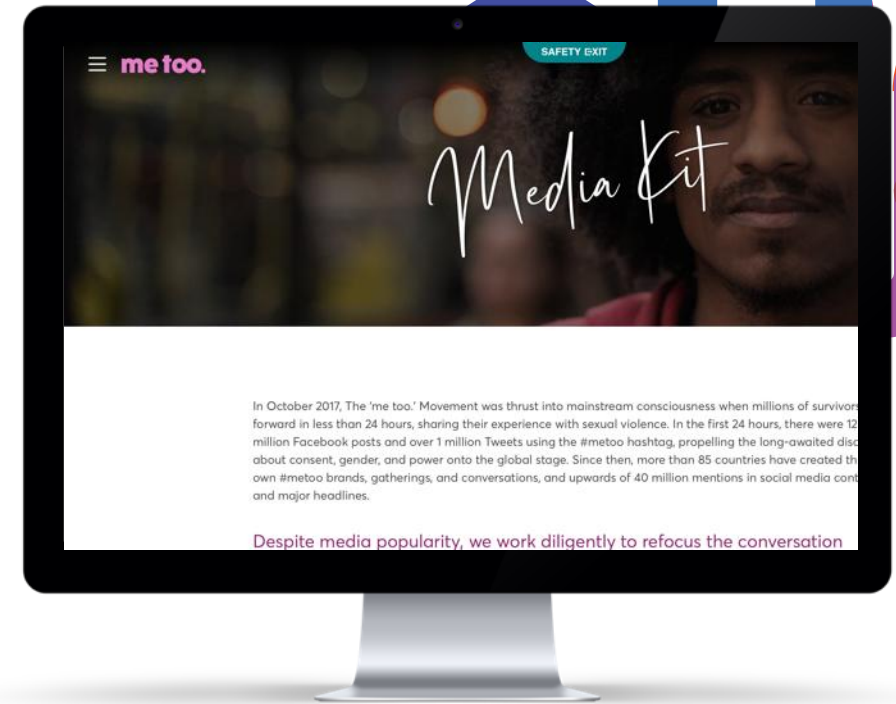 SAFETY EXIT
me too.
Media Kit
In October 2017, The 'me too.' Movement was thrust into mainstream consciousness when millions of survivors
forward in less than 24 hours, sharing their experience with sexual violence. In the first 24 hours, there were 12
million Facebook posts and over 1 million Tweets using the #metoo hashtag, propelling the long-awaited
about consent, gender, and power onto the global stage. Since then, more than 85 countries have created
own #metoo brands, gatherings, and conversations, and upwards of 40 million mentions in social media
and major headlines.
Despite media popularity, we work diligently to refocus the conversation